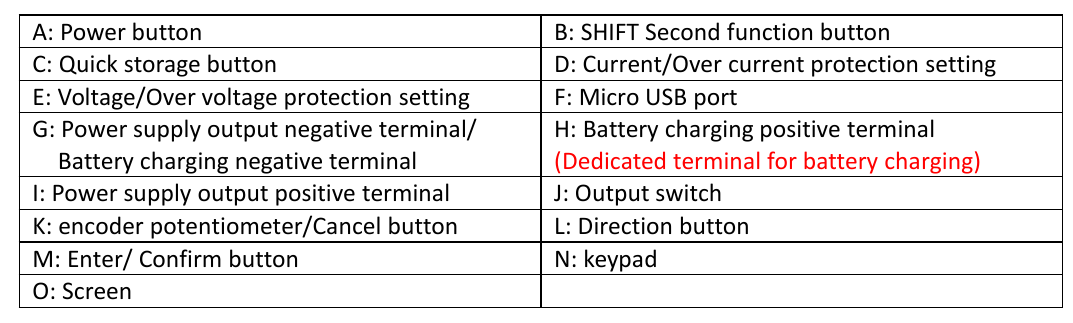 A: Power button
B: SHIFT Second function button
C: Quick storage button
D: Current/Over current protection setting
E: Voltage/Over voltage protection setting
F: Micro USB port
G: Power supply output negative terminal/
Battery charging negative terminal
H: Battery charging positive terminal
(Dedicated terminal for battery charging)
I: Power supply output positive terminal
J: Output switch
K: encoder potentiometer/Cancel button
L: Direction button
M: Enter/ Confirm button
N: keypad
O: Screen